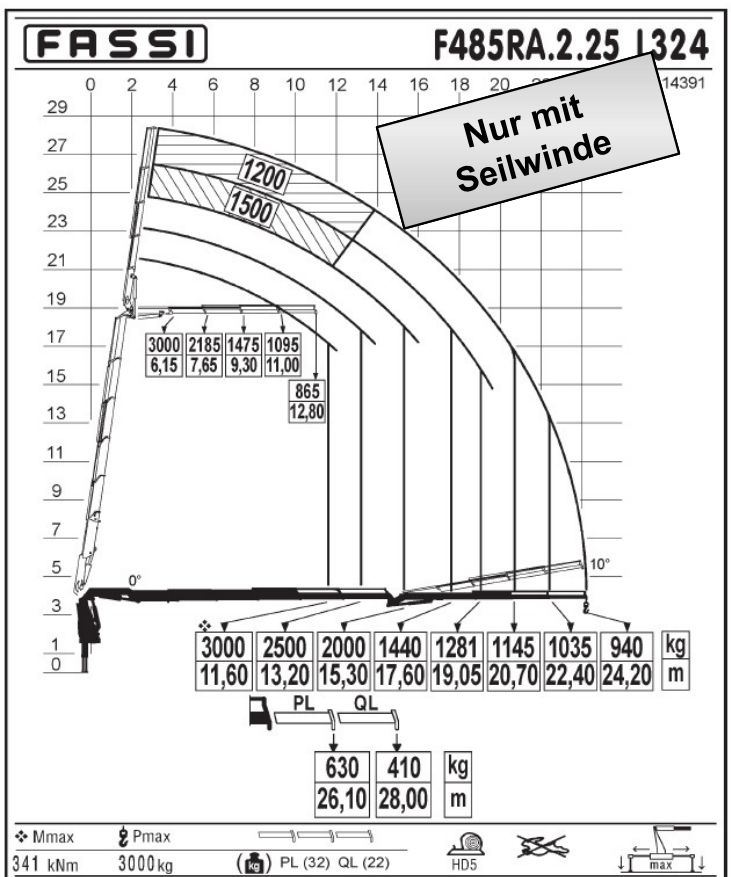 FASSI
F485RA.2.25 L324
0 2 4 6 8 10 12 14 16 18 20
14391
Nur mit
Seilwinde
29
27
25
23
21
19
17
15
13
11
9
7
5
3
1
0
1200
1500
3000 2185 1475 1095
6,15 7,65 9,30 11,00
865
12,80
0°
10°
3000 2500 2000 1440 1281 1145 1035 940 kg
11,60 13,20 15,30 17,60 19,05 20,70 22,40 24,20 m
PL QL
630 410 kg
26,10 28,00 m
Mmax Pmax
341 kNm 3000 kg (kg) PL (32) QL (22) HD5 max